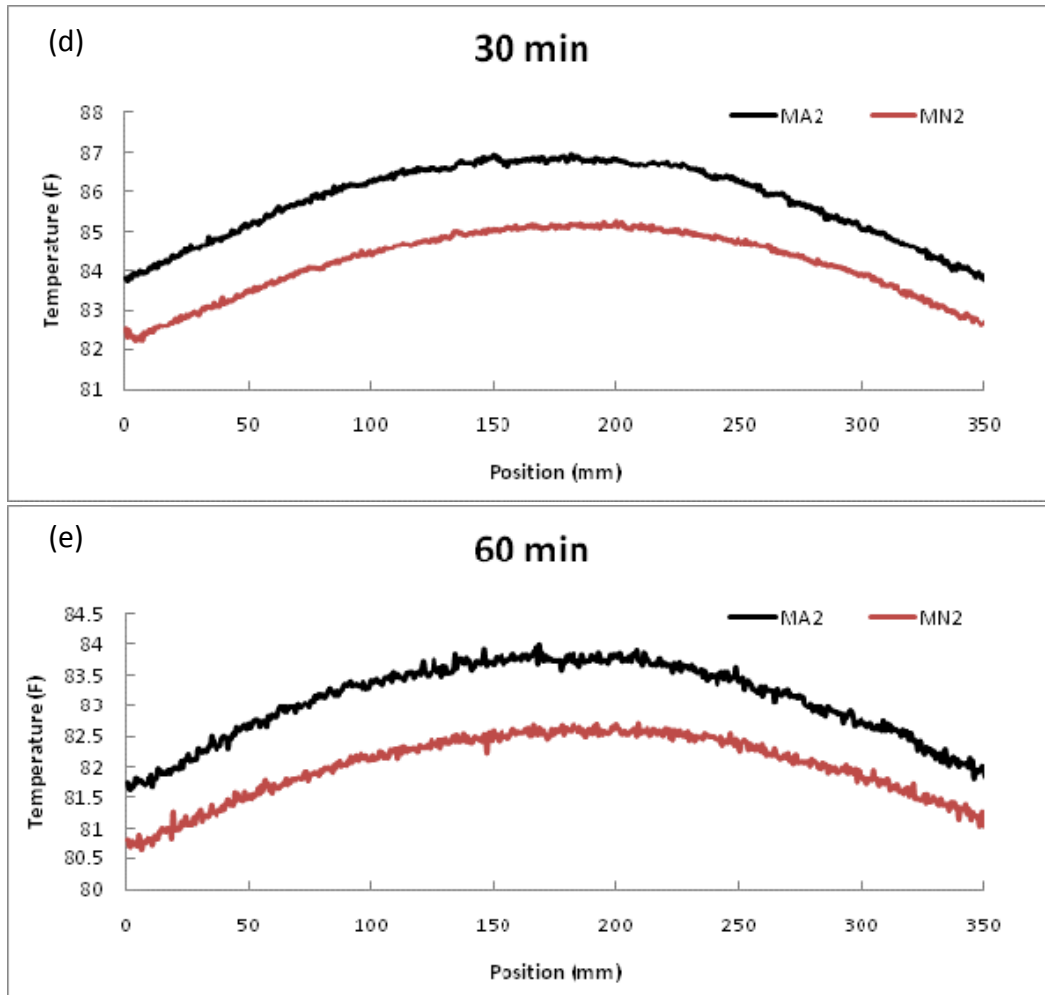 (d)
30 min
MA2 MN2
88
87
86
85
84
83
82
81
Temperature (F)
0 50 100 150 200 250 300 350
Position (mm)
(e)
60 min
MA2 MN2
84.5
84
83.5
83
82.5
82
81.5
81
80.5
80
Temperature (F)
0 50 100 150 200 250 300 350
Position (mm)